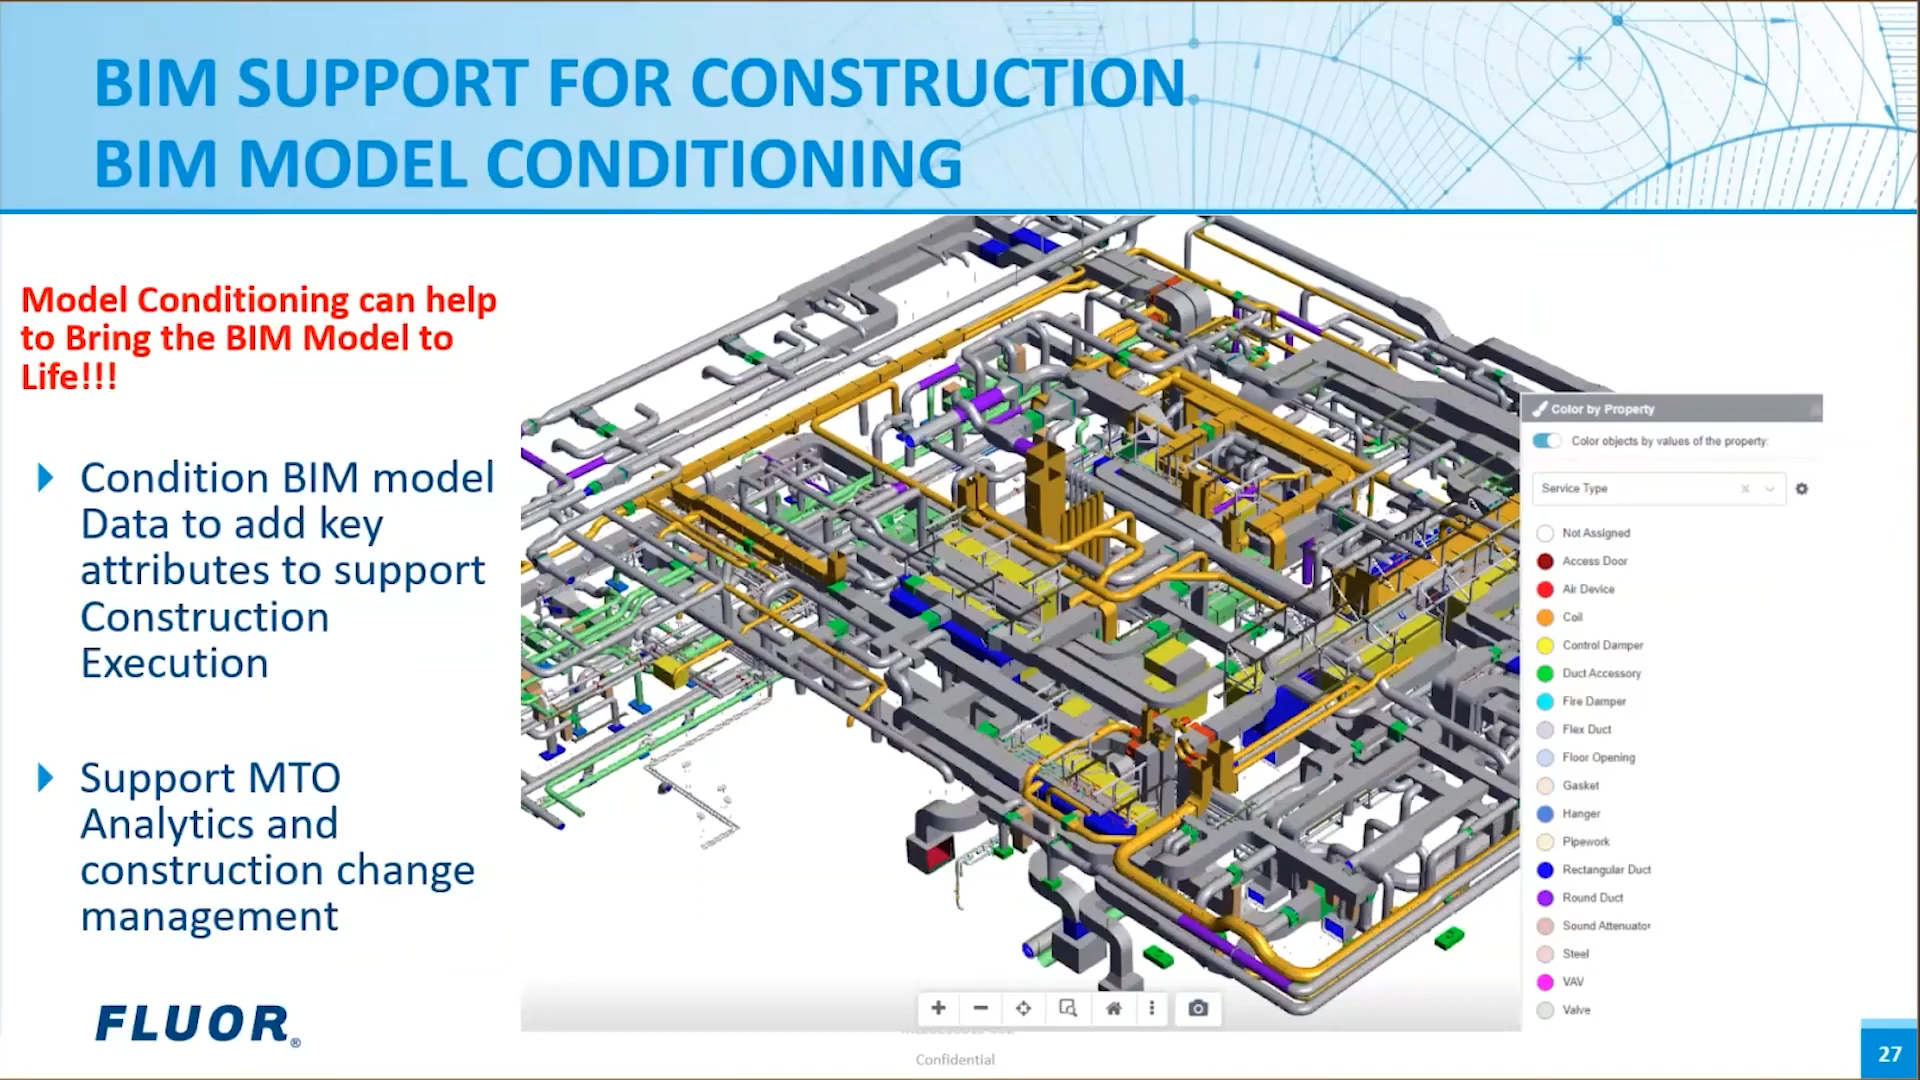 BIM SUPPORT FOR CONSTRUCTION
BIM MODEL CONDITIONING
Model Conditioning can help
to Bring the BIM Model to
Life!!!
Condition BIM model
Data to add key
attributes to support
Construction
Execution
Support MTO
Analytics and
construction change
management
FLUOR®
Color by Property
Color objects by values of the property:
Service Type
Not Assigned
Access Door
Air Device
Coil
Control Damper
Duct Accessory
Fire Damper
Flex Duct
Floor Opening
Gasket
Hanger
Pipework
Rectangular Duct
Round Duct
Sound Attenuator
Steel
VAV
Valve
Confidential
27